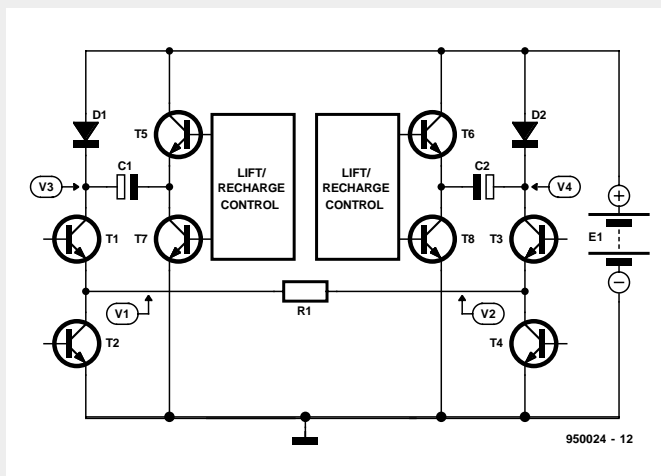 D1
D2
T5
T6
C1
C2
LIFT/
RECHARGE
CONTROL
LIFT/
RECHARGE
CONTROL
V3
V4
+
T1
T7
T8
T3
E1
−
V1
R1
V2
T2
T4
950024 - 12